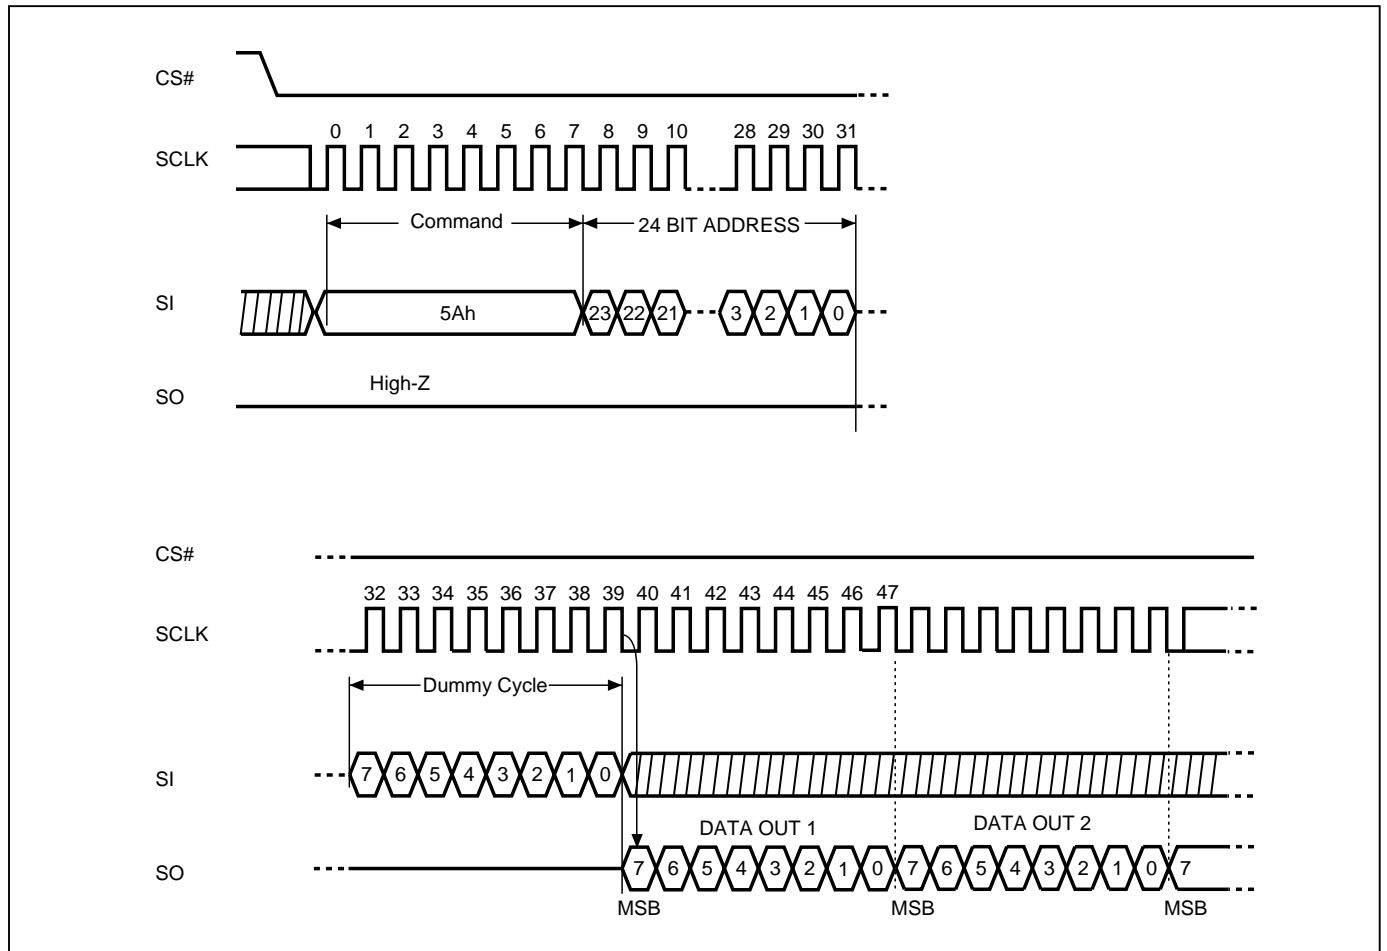 CS#
0 1 2 3 4 5 6 7 8 9 10 28 29 30 31
SCLK
Command 24 BIT ADDRESS
SI 5Ah 23 22 21 3 2 1 0
High-Z
SO
CS#
32 33 34 35 36 37 38 39 40 41 42 43 44 45 46 47
SCLK
Dummy Cycle
SI 7 6 5 4 3 2 1 0
DATA OUT 1 DATA OUT 2
SO 7 6 5 4 3 2 1 0 7 6 5 4 3 2 1 0 7
MSB MSB MSB